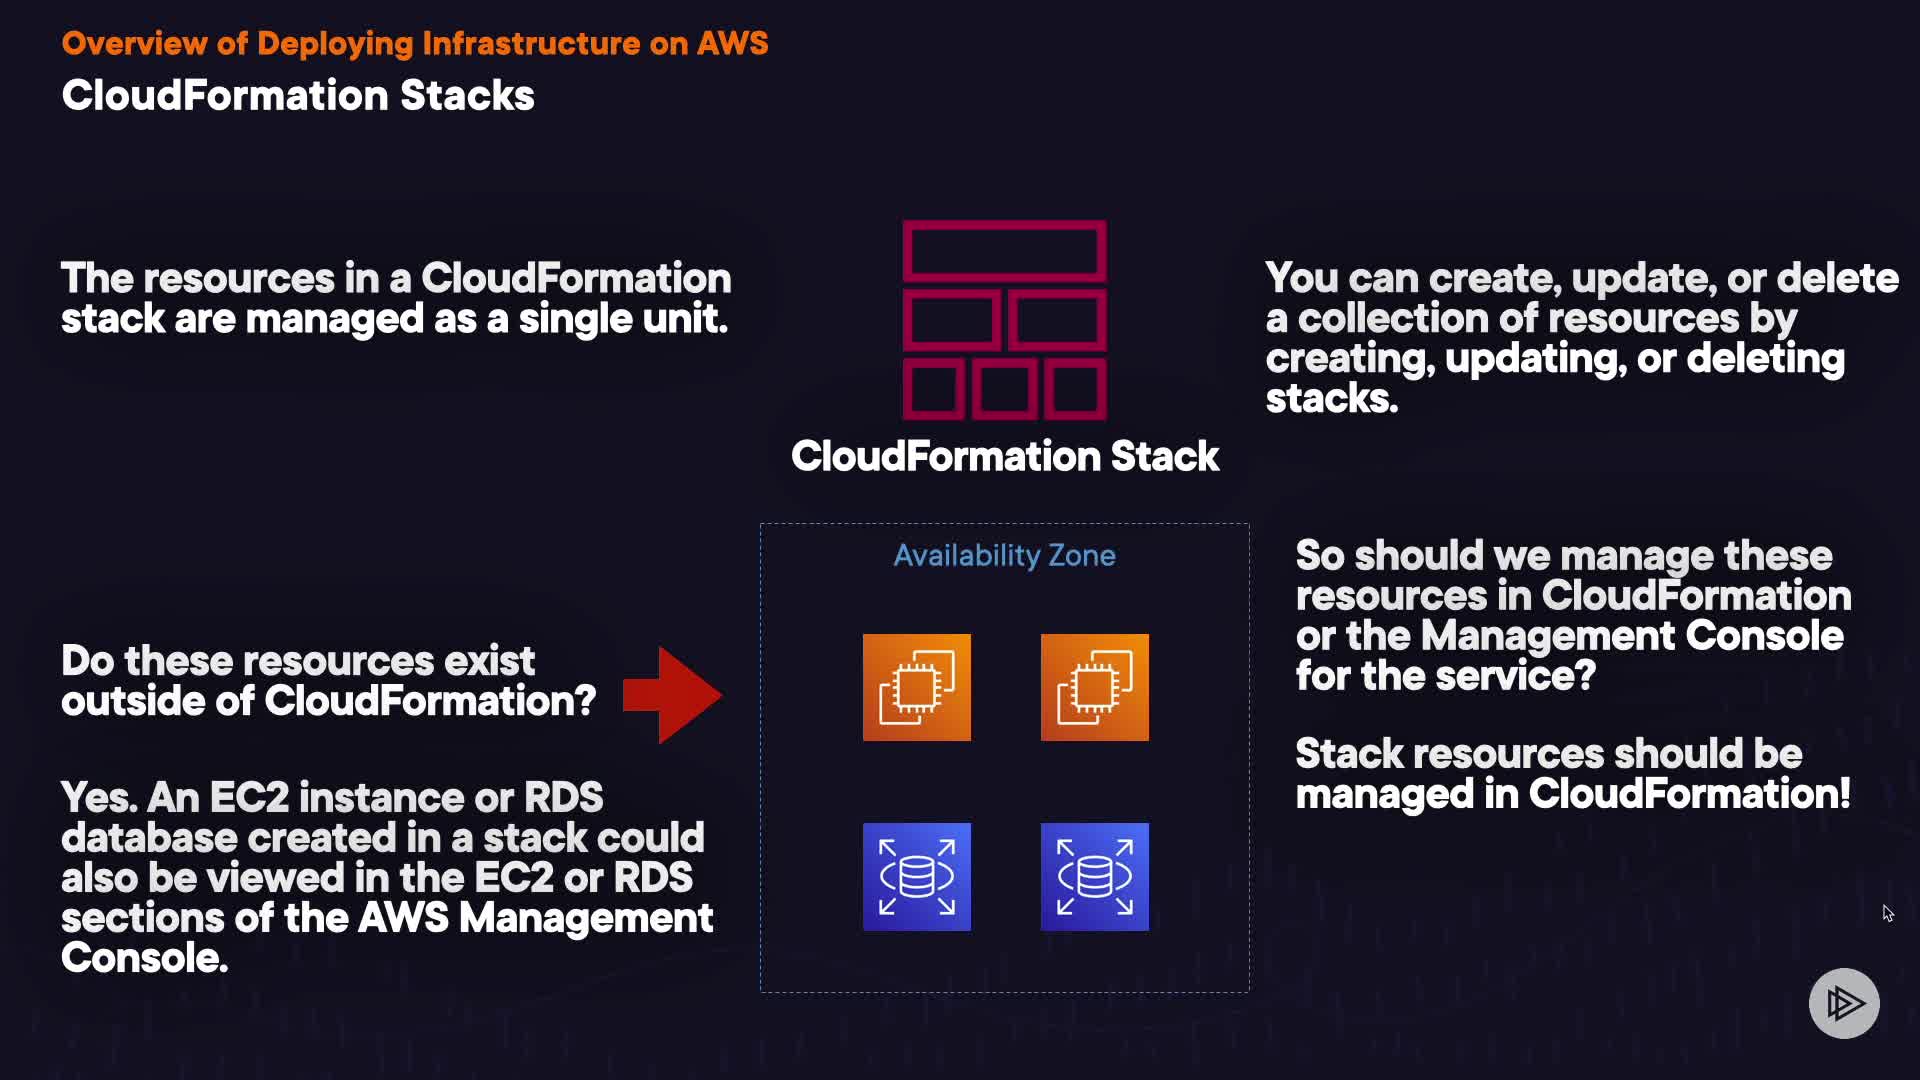 Overview of Deploying Infrastructure on AWS
CloudFormation Stacks
The resources in a CloudFormation
stack are managed as a single unit.
CloudFormation Stack
You can create, update, or delete
a collection of resources by
creating, updating, or deleting
stacks.
Do these resources exist
outside of CloudFormation?
Yes. An EC2 instance or RDS
database created in a stack could
also be viewed in the EC2 or RDS
sections of the AWS Management
Console.
Availability Zone
So should we manage these
resources in CloudFormation
or the Management Console
for the service?
Stack resources should be
managed in CloudFormation!